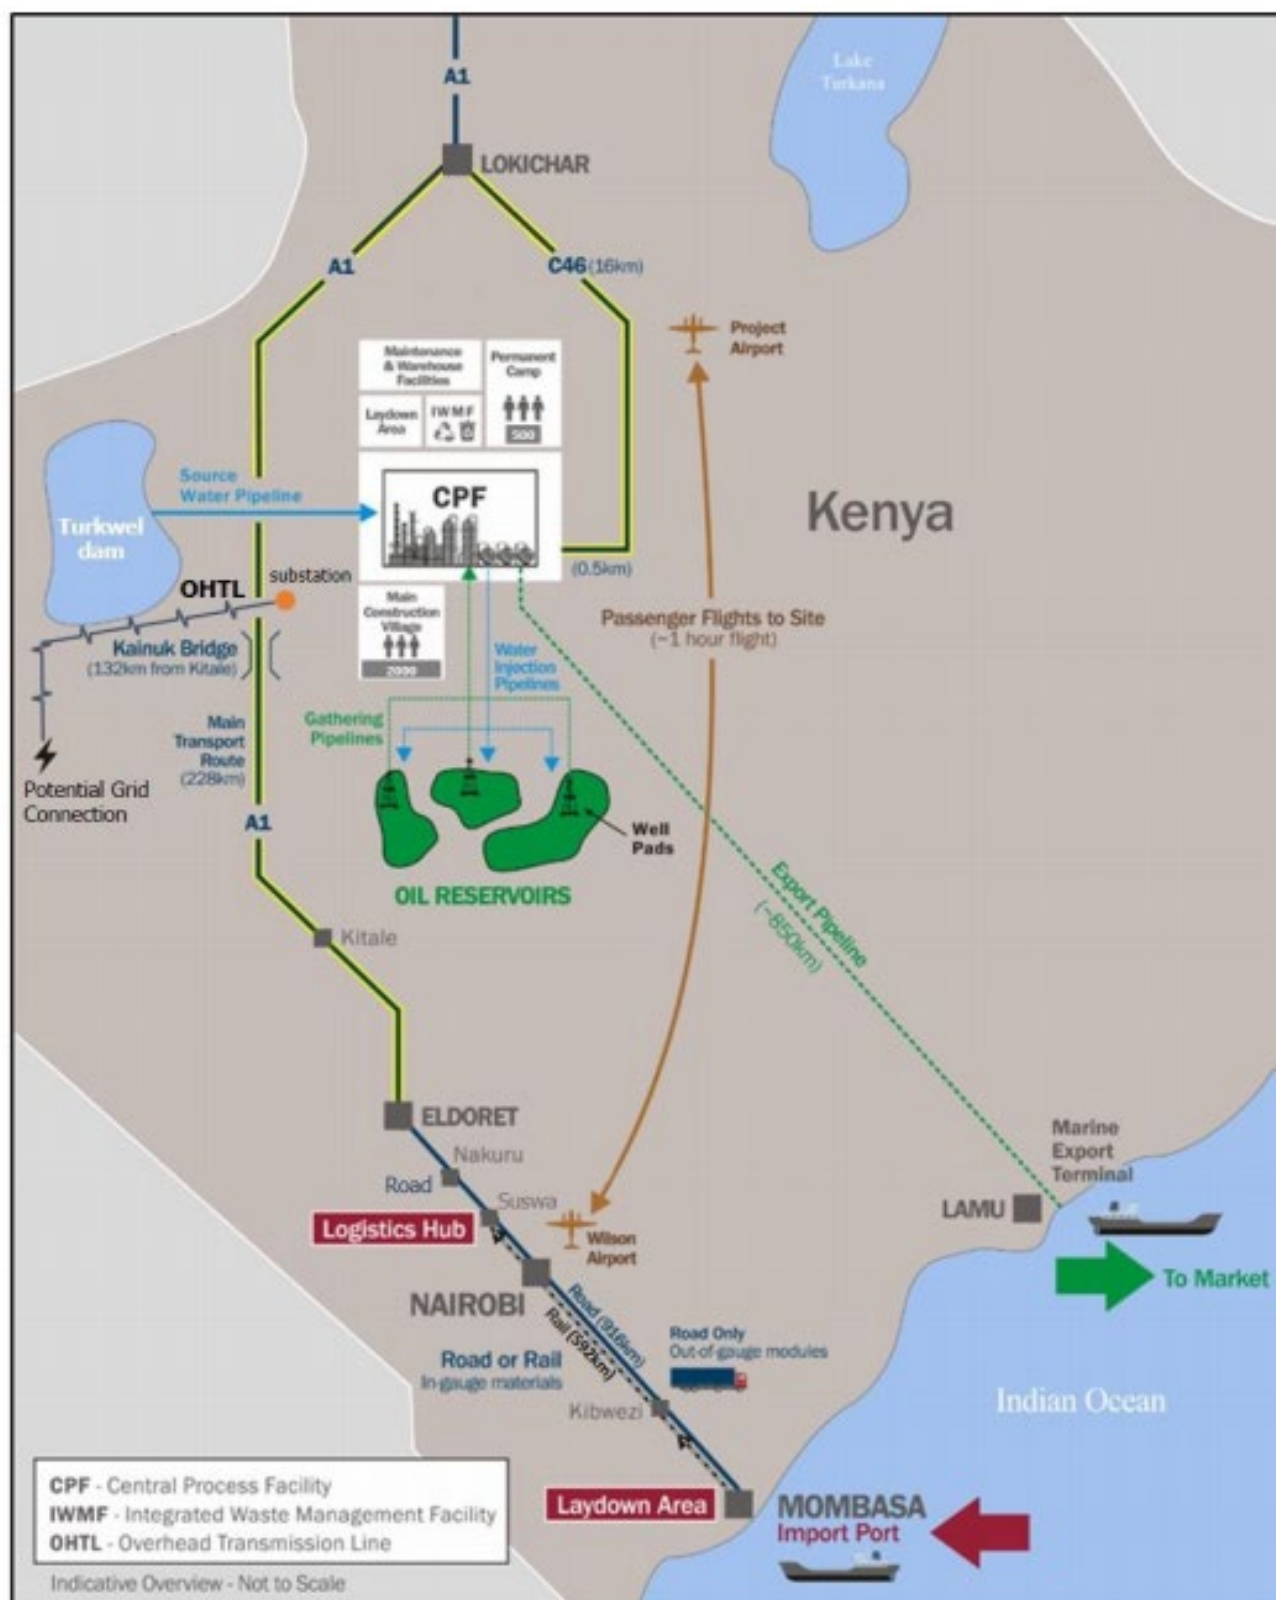 A1
Lake
Turkana
LOKICHAR
A1
C46 (16km)
Project
Airport
Maintenance
& Warehouse
Facilities
Permanent
Camp
500
Laydown
Area
IWMF
Source
Water Pipeline
CPF
Kenya
Turkwel
dam
(0.5km)
OHTL
substation
Main
Construction
Village
2000
Passenger Flights to Site
(~1 hour flight)
Kainuk Bridge
(132km from Kitale)
Water
Injection
Pipelines
Gathering
Pipelines
Main
Transport
Route
(228km)
Potential Grid
Connection
A1
Well
Pads
OIL RESERVOIRS
Export Pipeline
(~850km)
Kitale
ELDORET
Nakuru
Road
Suswa
Logistics Hub
Wilson
Airport
Marine
Export
Terminal
LAMU
To Market
NAIROBI
Road (916km)
Rail (592km)
Road or Rail
In-gauge materials
Road Only
Out-of-gauge modules
Kibwezi
Indian Ocean
Laydown Area
MOMBASA
Import Port
CPF - Central Process Facility
IWMF - Integrated Waste Management Facility
OHTL - Overhead Transmission Line
Indicative Overview - Not to Scale